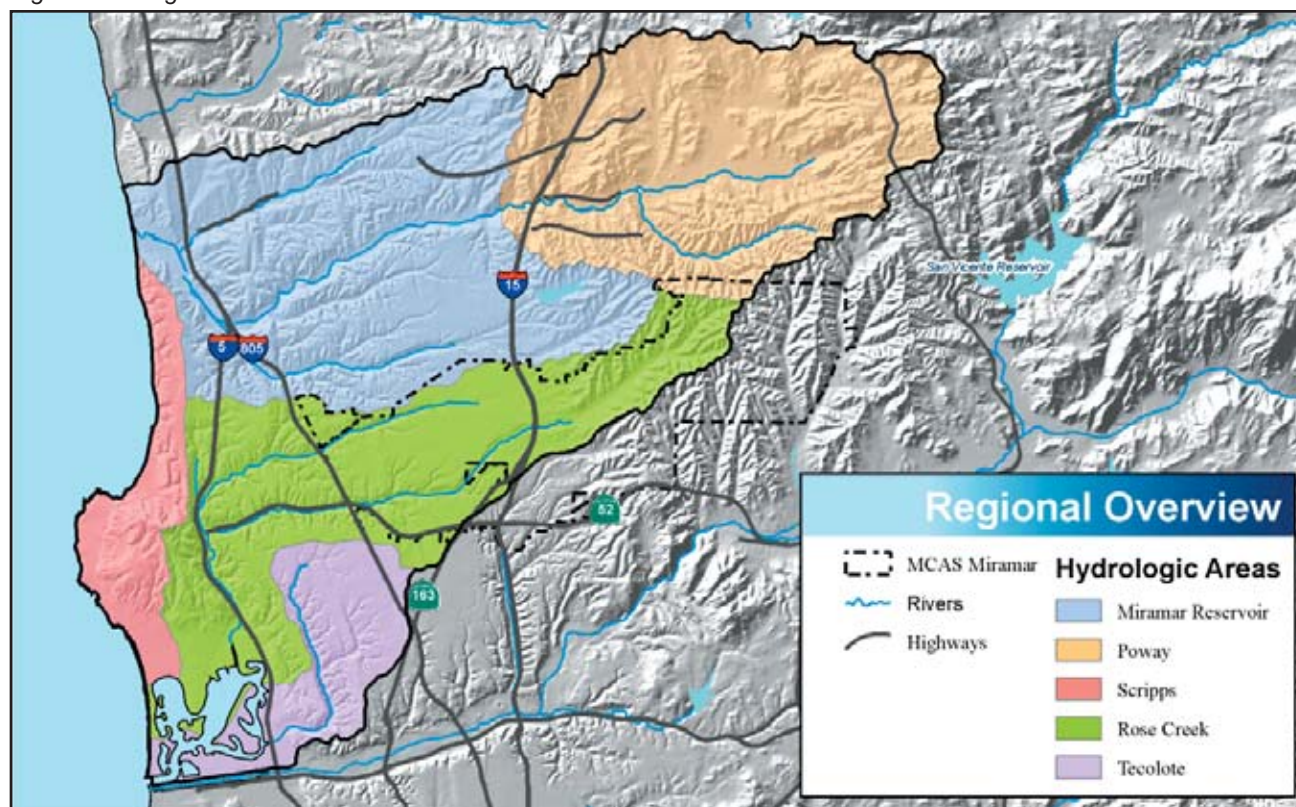 15
San Vicente Reservoir
5
805
52
163
Regional Overview
MCAS Miramar
Rivers
Highways
Hydrologic Areas
Miramar Reservoir
Poway
Scripps
Rose Creek
Tecolote